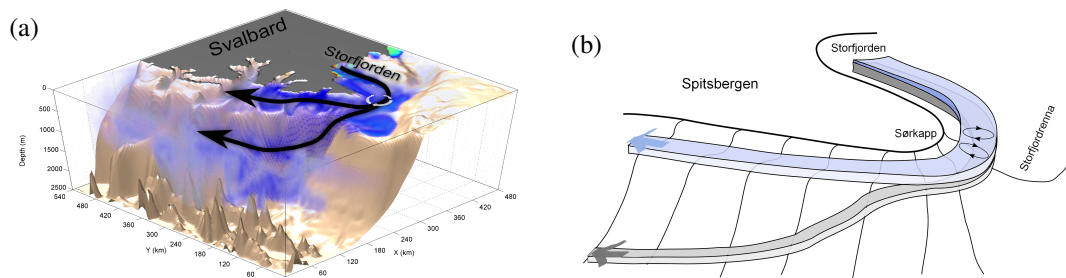 (a)
Svalbard
Storfjorden
0
500
1000
1500
2000
2500
Depth (m)
540
480
420
360
300
240
180
120
60
Y (km)
60
120
180
240
300
360
420
480
X (km)
(b)
Storfjorden
Spitsbergen
Sørkapp
Storfjordrenna